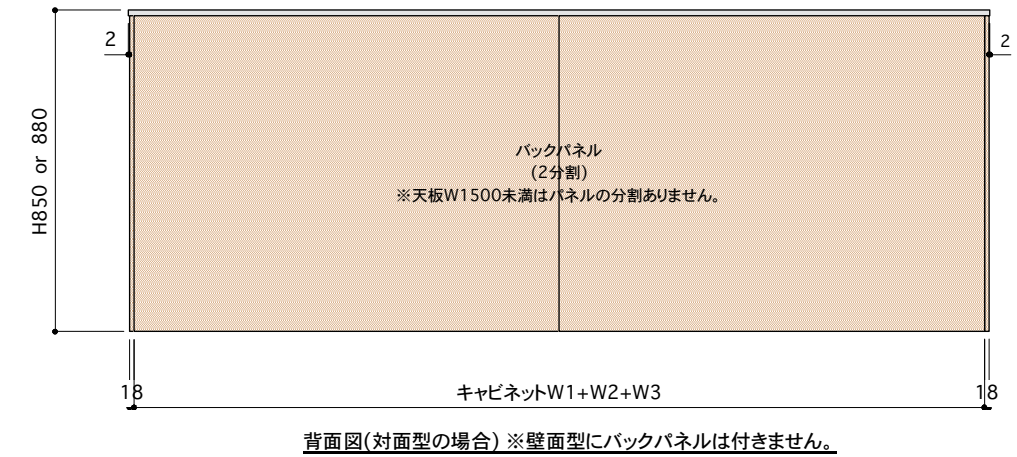 2
2
H850 or 880
バックパネル
(2分割)
※天板W1500未満はパネルの分割ありません。
18
キャビネットW1+W2+W3
18
背面図(対面型の場合) ※壁面型にバックパネルは付きません。